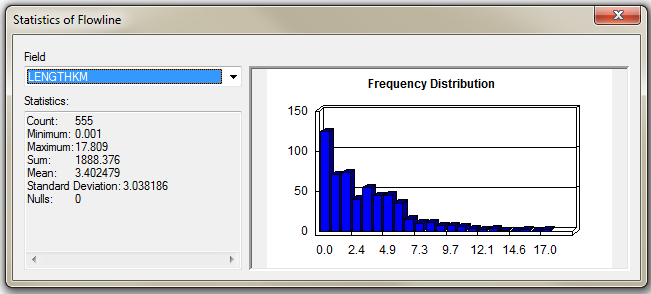 Statistics of Flowline
Field
LENGTHKM
Statistics:
Count: 555
Minimum: 0.001
Maximum: 17.809
Sum: 1888.376
Mean: 3.402479
Standard Deviation: 3.038186
Nulls: 0
Frequency Distribution
150
100
50
0
0.0 2.4 4.9 7.3 9.7 12.1 14.6 17.0